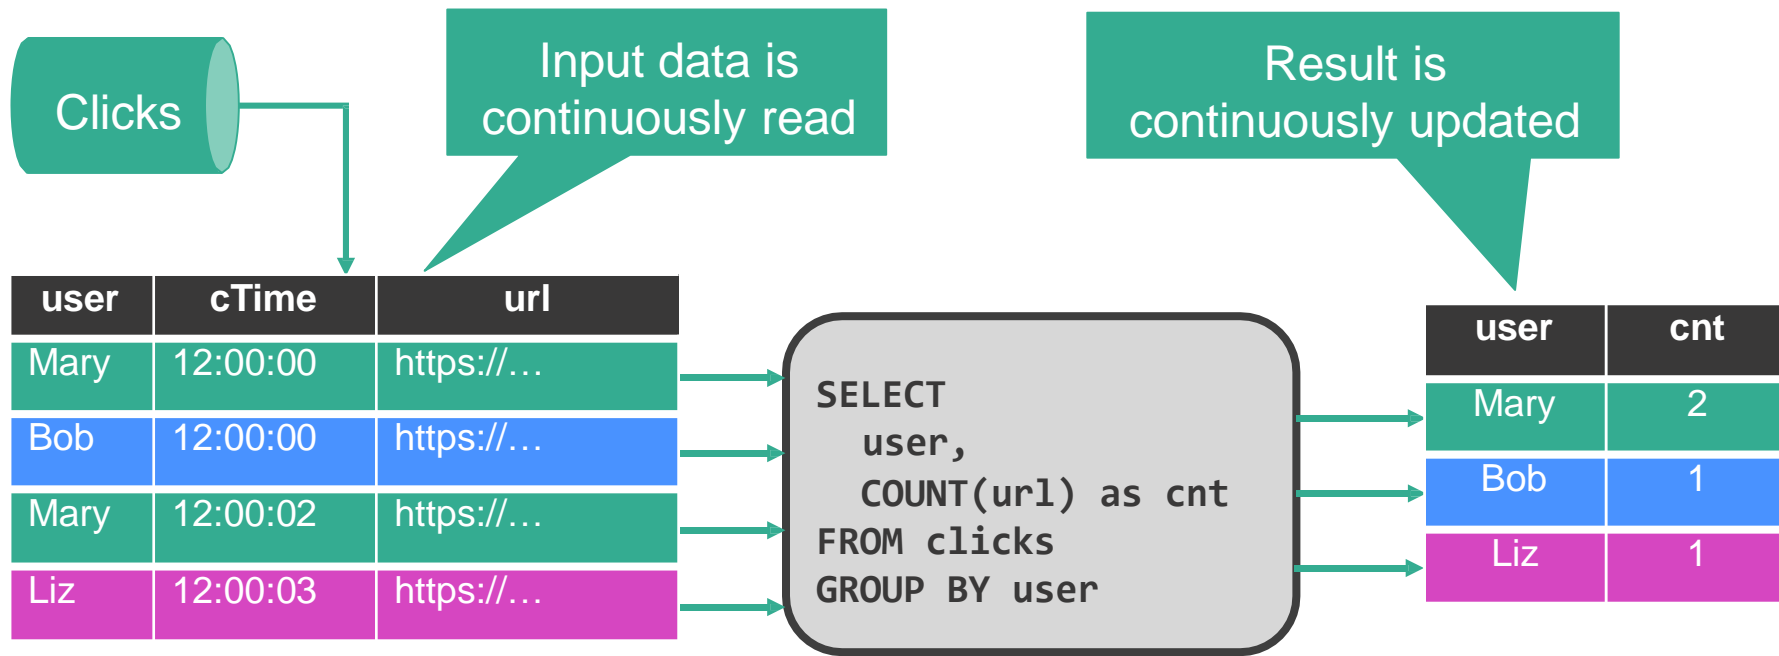 Clicks
Input data is
continuously read
Result is
continuously updated
user cTime url
Mary 12:00:00 https://…
Bob 12:00:00 https://…
Mary 12:00:02 https://…
Liz 12:00:03 https://…
SELECT
user,
COUNT(url) as cnt
FROM clicks
GROUP BY user
user cnt
Mary 2
Bob 1
Liz 1